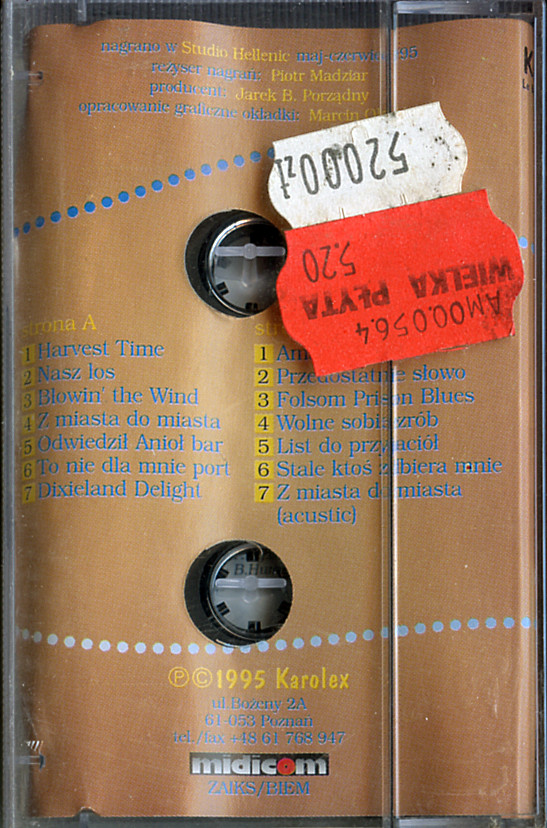 nagrano w Studio Hellenic maj-czerwiec '95
reżyser nagrań: Piotr Madziar
producent: Jarek B. Porządny
opracowanie graficzne okładki: Marcin
52000zł
5.20
WIELKA PŁYTA
AM00.0564
strona A
1 Harvest Time
2 Nasz los
3 Blowin' the Wind
4 Z miasta do miasta
5 Odwiedził Anioł bar
6 To nie dla mnie port
7 Dixieland Delight
1
2 Przedostatnie słowo
3 Folsom Prison Blues
4 Wolne sobie zrób
5 List do przyjaciół
6 Stale ktoś zabiera mnie
7 Z miasta do miasta
(acustic)
ⓅⒸ1995 Karolex
ul.Bożeny 2A
61-053 Poznań
tel./fax +48 61 768 947
midicom
ZAIKS/BIEM